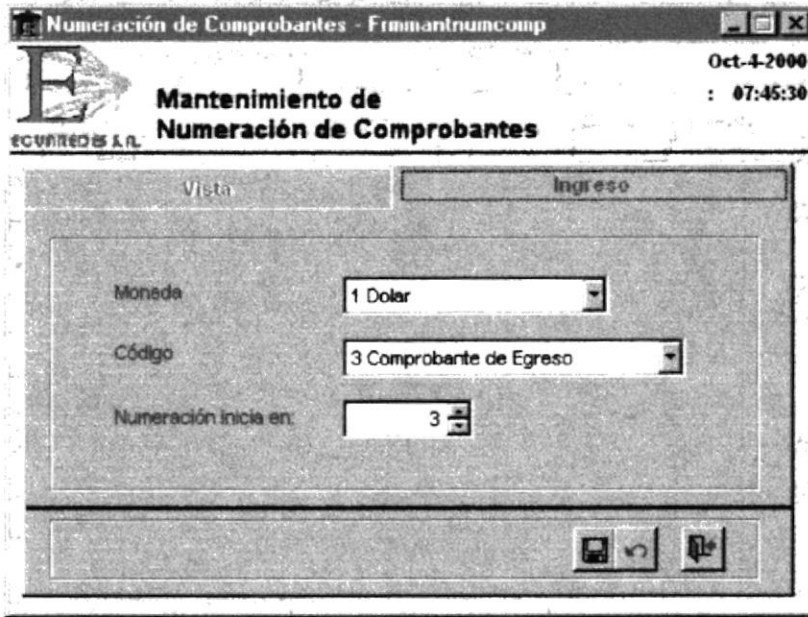 Numeración de Comprobantes - Frmmantnumcomp
Oct-4-2000
: 07:45:30
Mantenimiento de
Numeración de Comprobantes
ECUAREDES S.A.
Vista
Ingreso
Moneda
1 Dolar
Código
3 Comprobante de Egreso
Numeración inicia en:
3